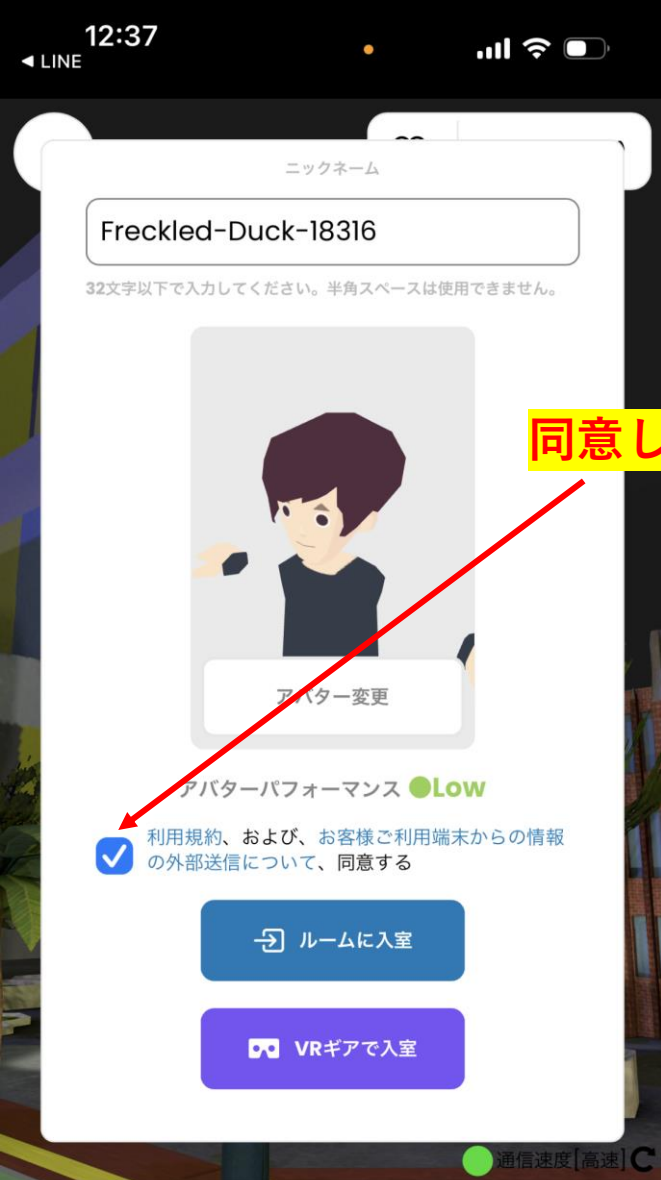 12:37
◀ LINE
ニックネーム
Freckled-Duck-18316
32文字以下で入力してください。半角スペースは使用できません。
同意し
アバター変更
アバターパフォーマンス Low
利用規約、および、お客様ご利用端末からの情報
の外部送信について、同意する
ルームに入室
VRギアで入室
通信速度[高速]